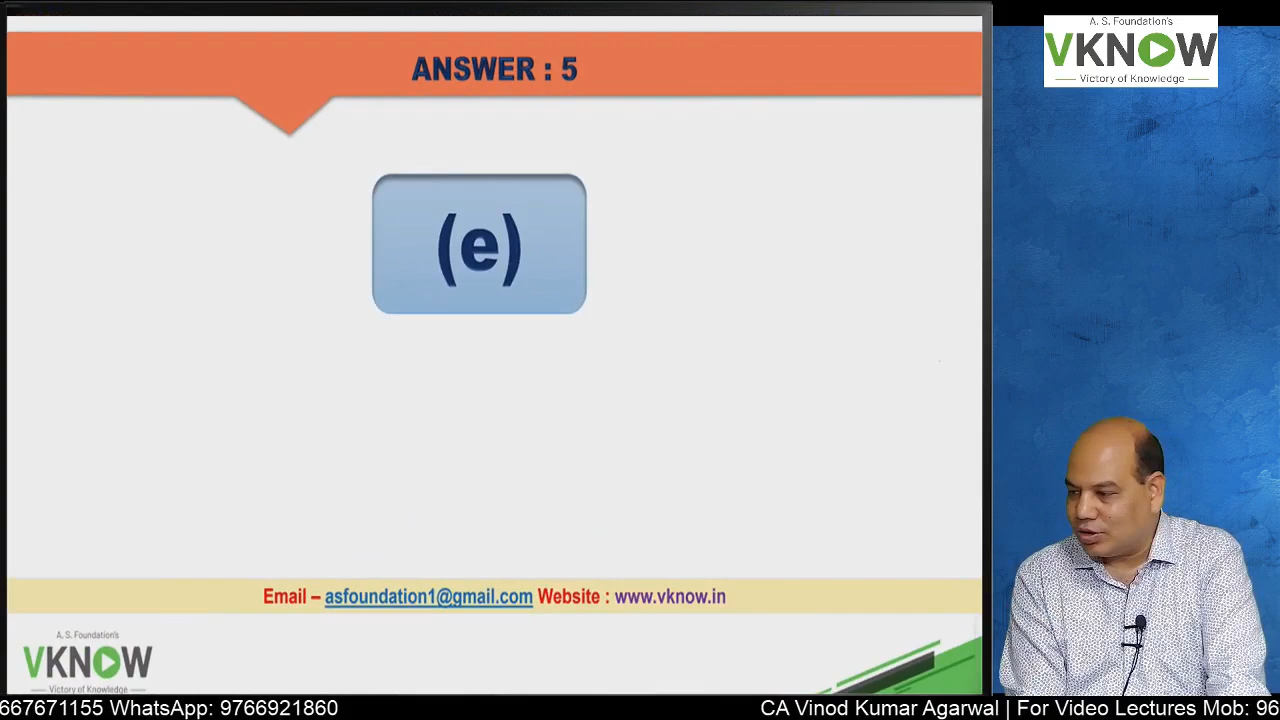 A. S. Foundation's
VKNOW
Victory of Knowledge
ANSWER : 5
(e)
Email – asfoundation1@gmail.com Website : www.vknow.in
A. S. Foundation's
VKNOW
Victory of Knowledge
667671155 WhatsApp: 9766921860 CA Vinod Kumar Agarwal | For Video Lectures Mob: 96